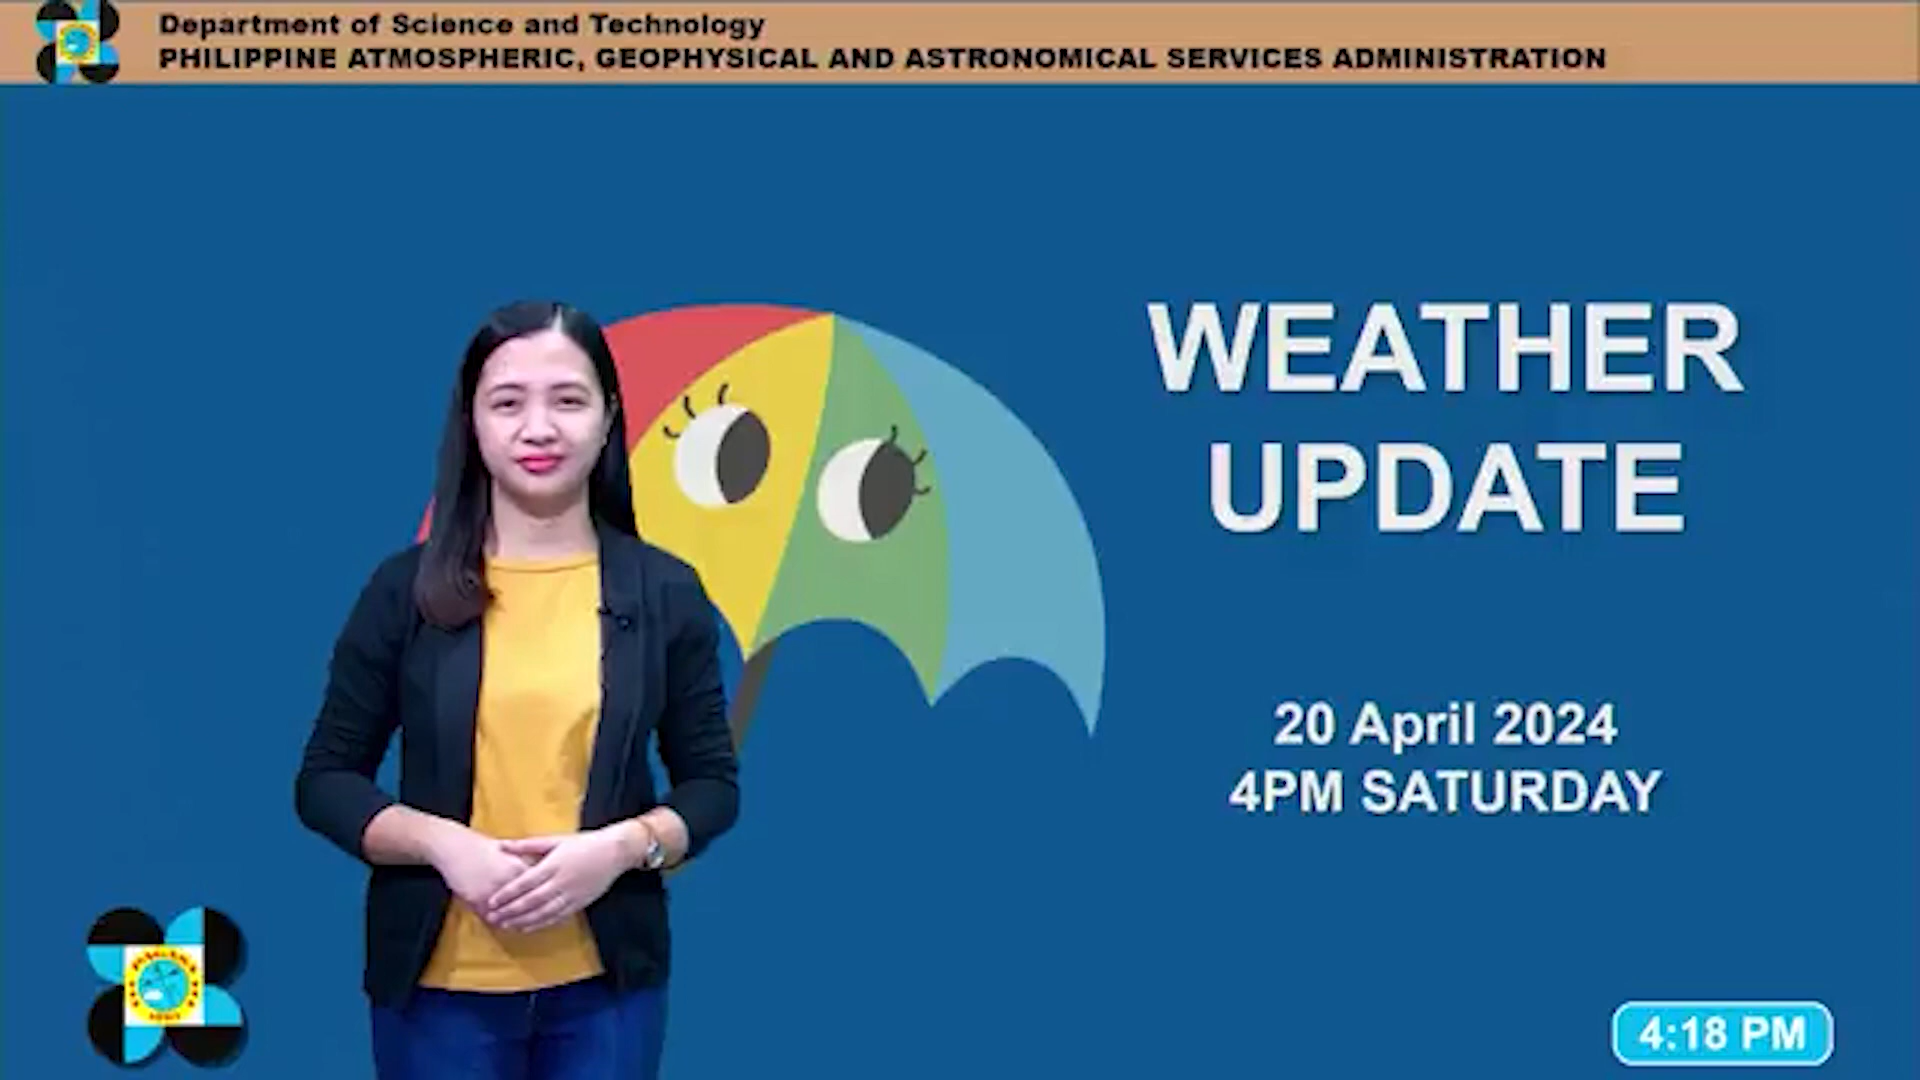 Department of Science and Technology
PHILIPPINE ATMOSPHERIC, GEOPHYSICAL AND ASTRONOMICAL SERVICES ADMINISTRATION
WEATHER
UPDATE
20 April 2024
4PM SATURDAY
4:18 PM